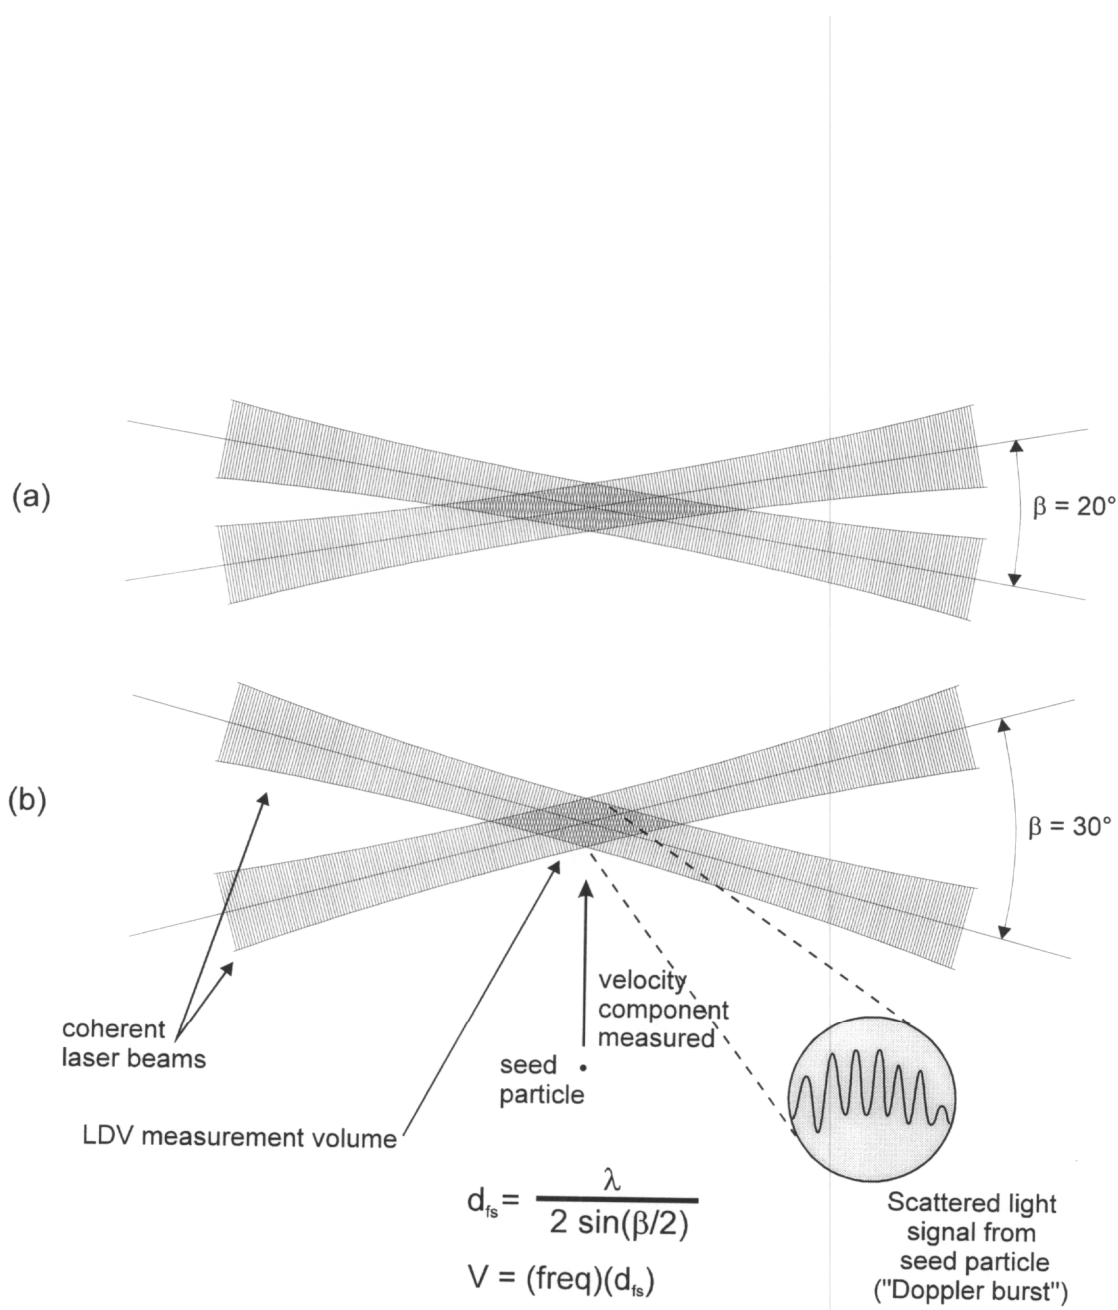 (a)
β = 20°
(b)
β = 30°
coherent
laser beams
velocity
component
measured
seed
particle
LDV measurement volume
d_fs = λ / 2 sin(β/2)
V = (freq)(d_fs)
Scattered light
signal from
seed particle
("Doppler burst")